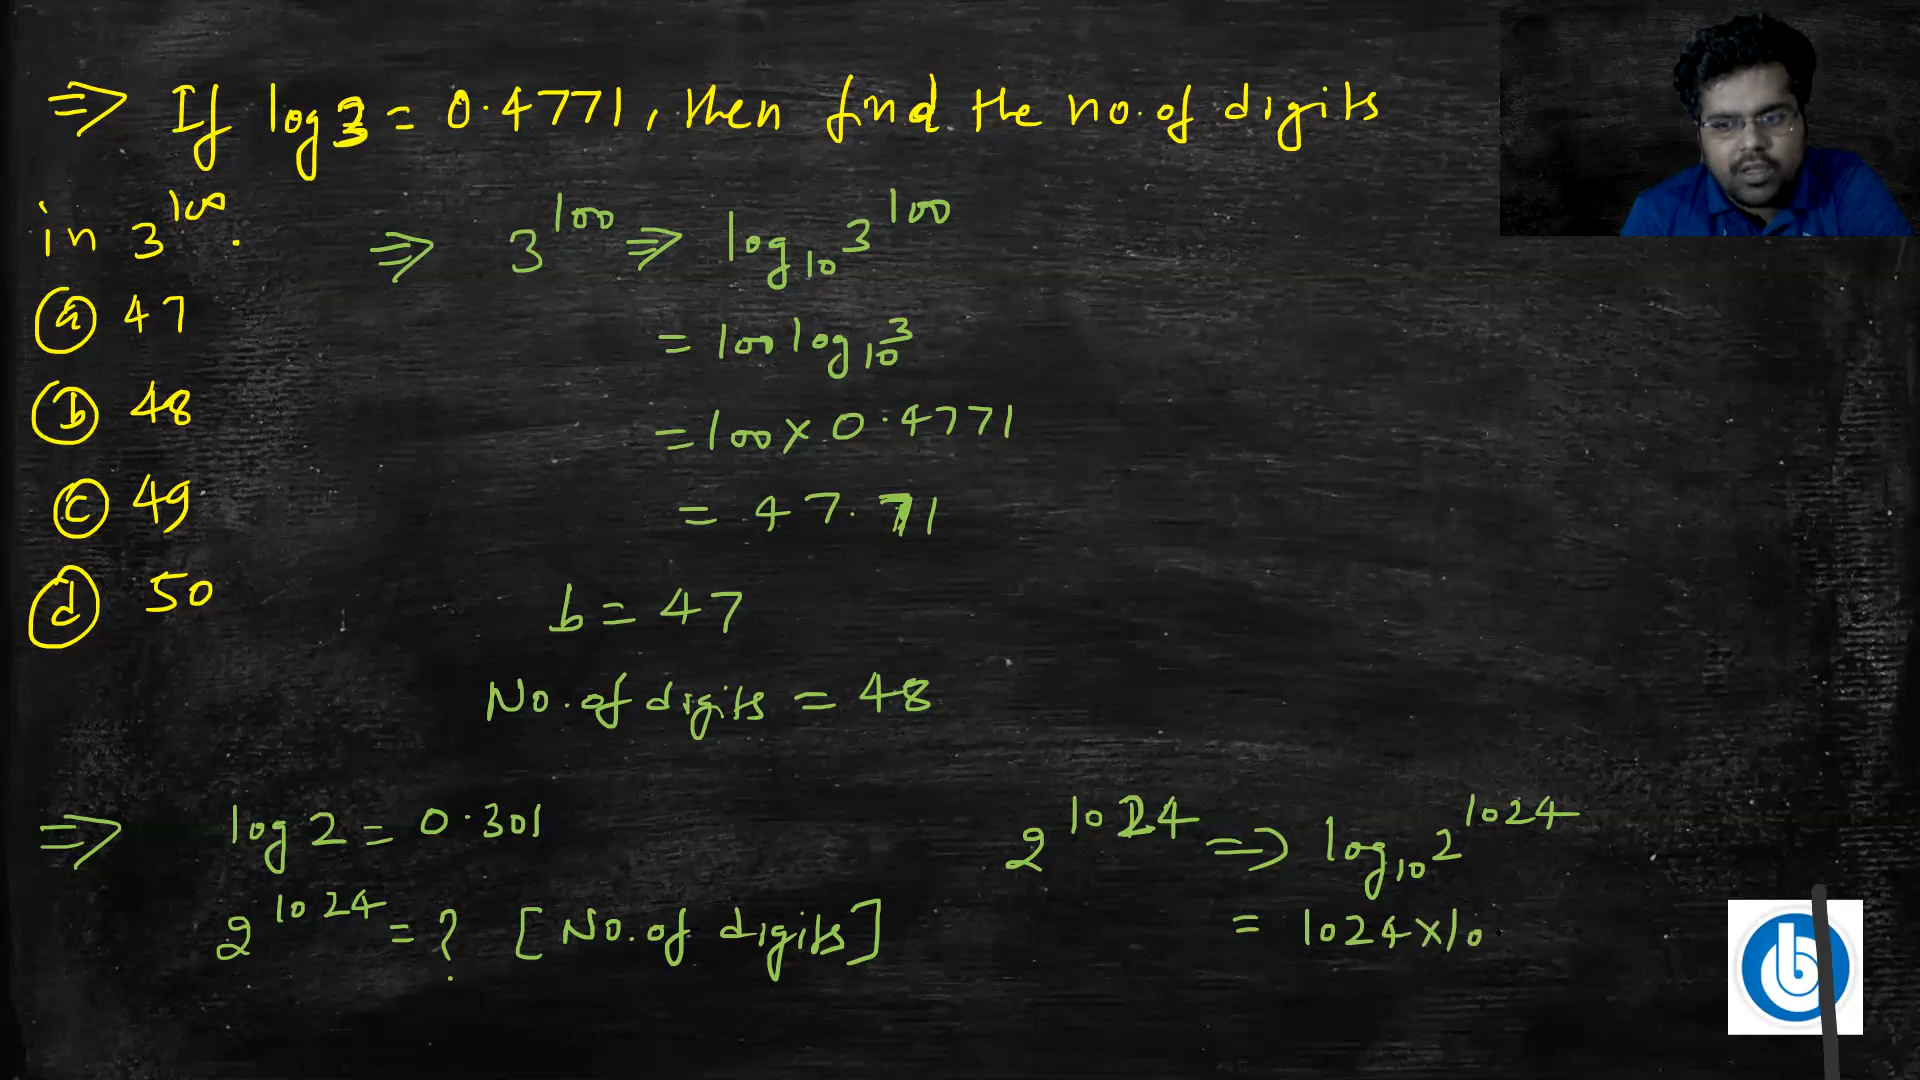 ⇒ If log 3 = 0.4771, then find the no. of digits
in 3^100.
(a) 47
(b) 48
(c) 49
(d) 50
⇒ 3^100 ⇒ log₁₀ 3^100
= 100 log₁₀ 3
= 100 × 0.4771
= 47.71
b = 47
No. of digits = 48
⇒ log 2 = 0.301
2^1024 = ? [No. of digits]
2^1024 ⇒ log₁₀ 2^1024
= 1024 × lo
b